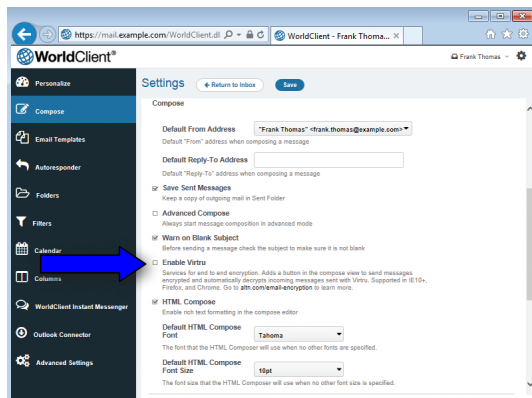 https://mail.example.com/WorldClient.dl
WorldClient - Frank Thoma...
WorldClient®
Frank Thomas
Personalize
Compose
Email Templates
Autoresponder
Folders
Filters
Calendar
Columns
WorldClient Instant Messenger
Outlook Connector
Advanced Settings
Settings
Return to Inbox
Save
Compose
Default From Address
"Frank Thomas" <frank.thomas@example.com>
Default "From" address when composing a message
Default Reply-To Address
Default "Reply-To" address when composing a message
Save Sent Messages
Keep a copy of outgoing mail in Sent Folder
Advanced Compose
Always start message composition in advanced mode
Warn on Blank Subject
Before sending a message check the subject to make sure it is not blank
Enable Virtru
Services for end to end encryption. Adds a button in the compose view to send messages
encrypted and automatically decrypts incoming messages sent with Virtru. Supported in IE10+,
Firefox, and Chrome. Go to altn.com/email-encryption to learn more.
HTML Compose
Enable rich text formatting in the compose editor
Default HTML Compose
Font
Tahoma
The font that the HTML Composer will use when no other fonts are specified.
Default HTML Compose
Font Size
10pt
The font size that the HTML Composer will use when no other font size is specified.